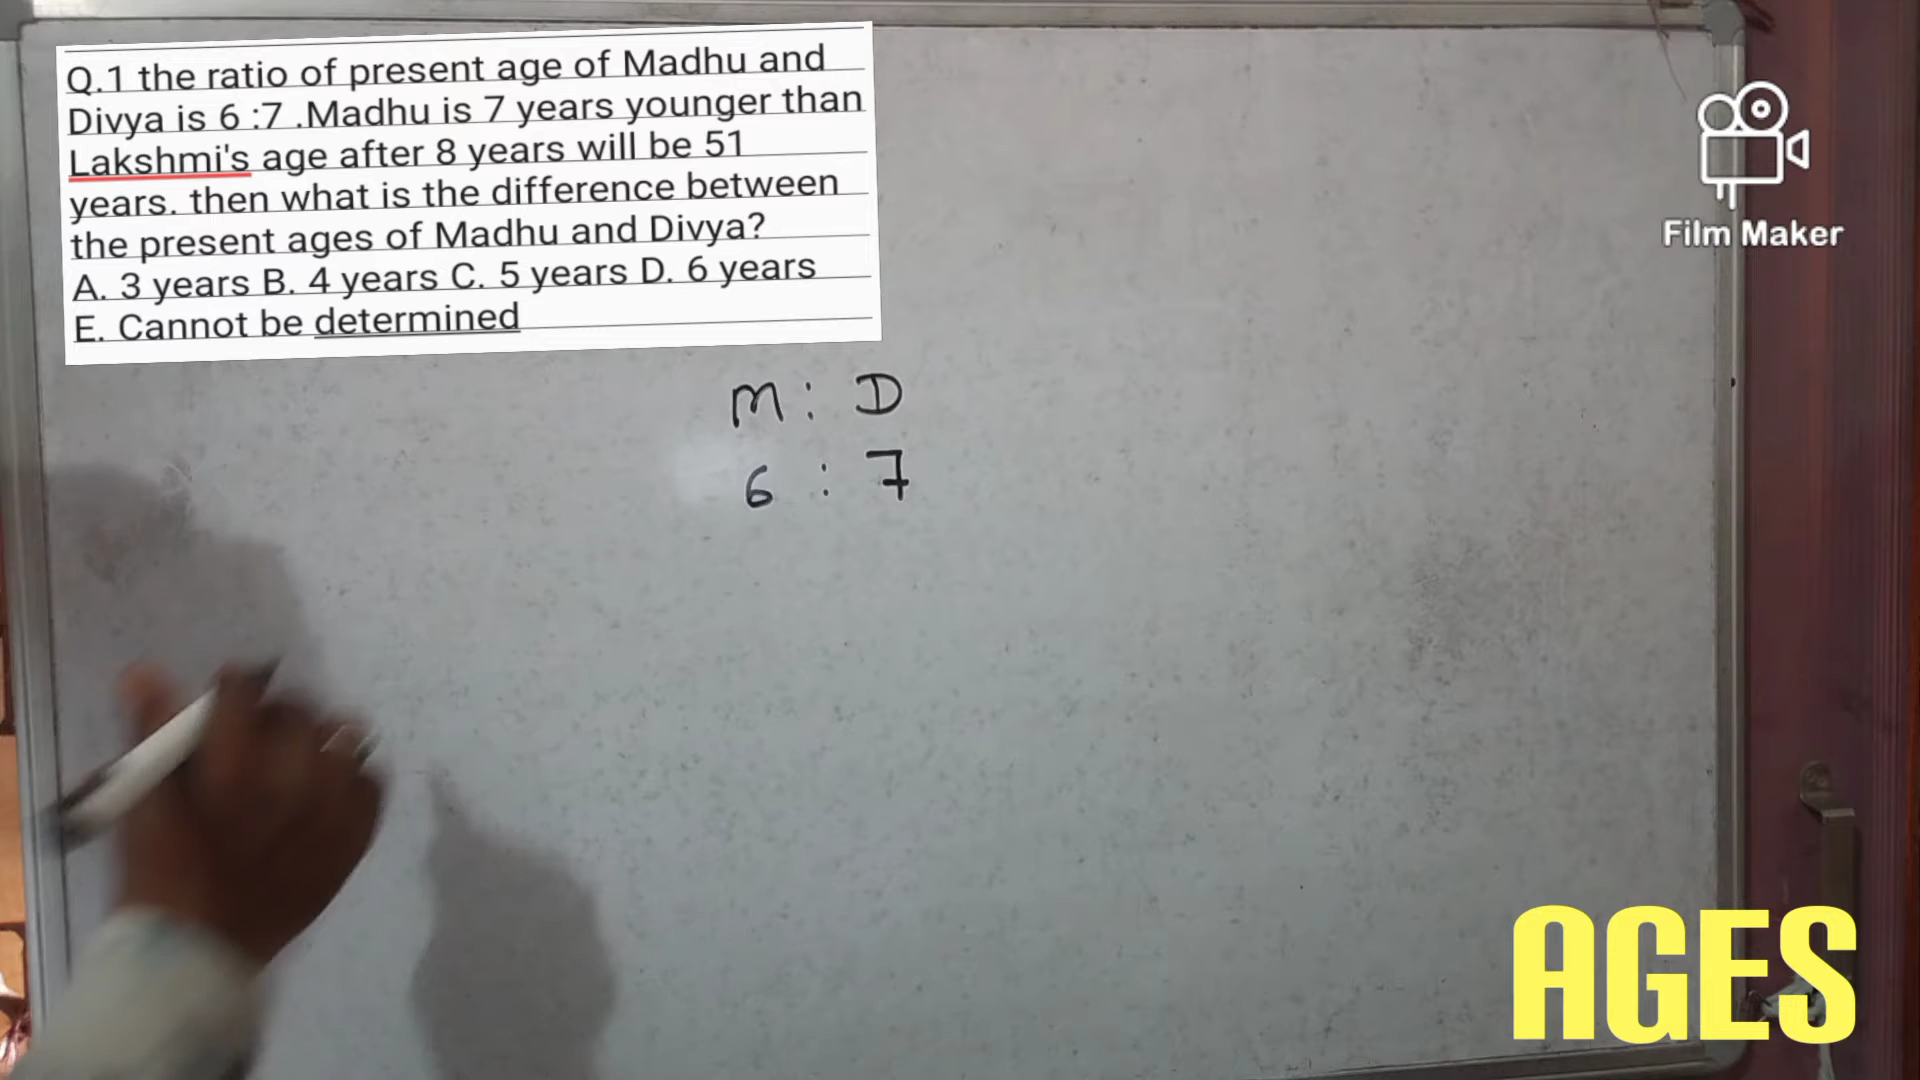 Q.1 the ratio of present age of Madhu and
Divya is 6 :7 .Madhu is 7 years younger than
Lakshmi's age after 8 years will be 51
years. then what is the difference between
the present ages of Madhu and Divya?
A. 3 years B. 4 years C. 5 years D. 6 years
E. Cannot be determined
Film Maker
M : D
6 : 7
AGES